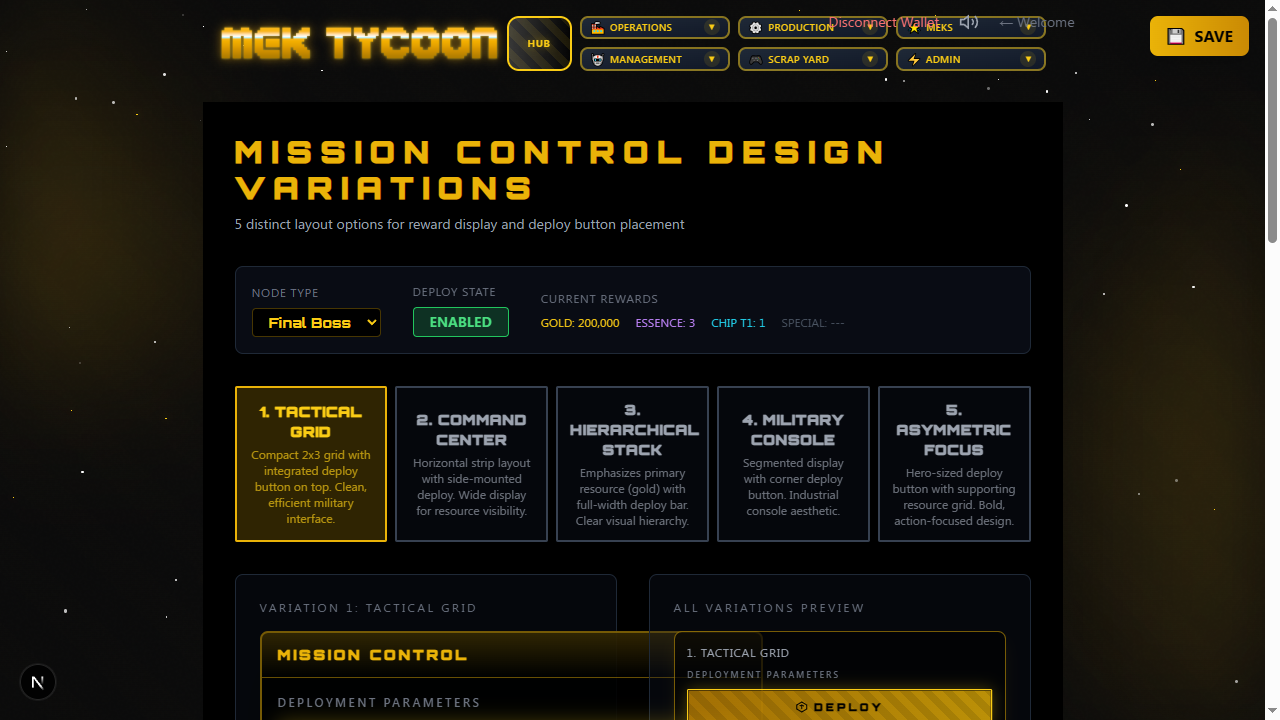 MEK TYCOON
HUB
OPERATIONS ▼
PRODUCTION ▼
MEKS ▼
MANAGEMENT ▼
SCRAP YARD ▼
ADMIN ▼
Disconnect Wallet
← Welcome
SAVE
MISSION CONTROL DESIGN
VARIATIONS
5 distinct layout options for reward display and deploy button placement
NODE TYPE
Final Boss
DEPLOY STATE
ENABLED
CURRENT REWARDS
GOLD: 200,000 ESSENCE: 3 CHIP T1: 1 SPECIAL: ---
1. TACTICAL
GRID
Compact 2x3 grid with
integrated deploy
button on top. Clean,
efficient military
interface.
2. COMMAND
CENTER
Horizontal strip layout
with side-mounted
deploy. Wide display
for resource visibility.
3.
HIERARCHICAL
STACK
Emphasizes primary
resource (gold) with
full-width deploy bar.
Clear visual hierarchy.
4. MILITARY
CONSOLE
Segmented display
with corner deploy
button. Industrial
console aesthetic.
5.
ASYMMETRIC
FOCUS
Hero-sized deploy
button with supporting
resource grid. Bold,
action-focused design.
VARIATION 1: TACTICAL GRID
MISSION CONTROL
DEPLOYMENT PARAMETERS
ALL VARIATIONS PREVIEW
1. TACTICAL GRID
DEPLOYMENT PARAMETERS
DEPLOY
N